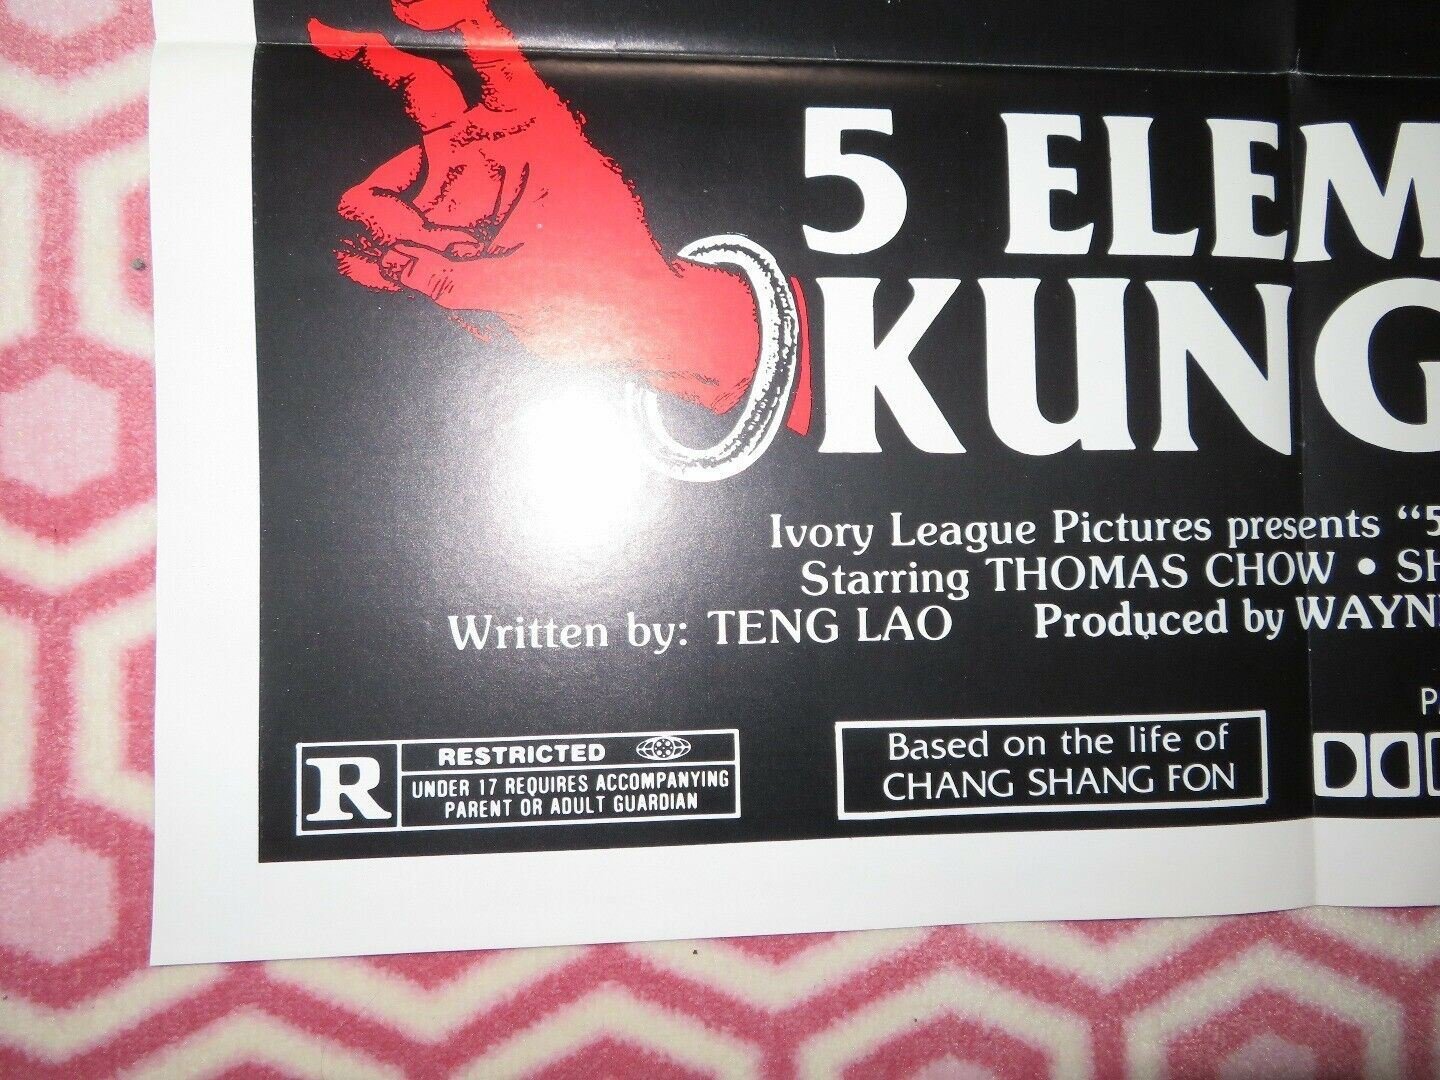 5 ELEM
KUNG
Ivory League Pictures presents “5
Starring THOMAS CHOW • SH
Written by: TENG LAO Produced by WAYN
P
R
RESTRICTED
UNDER 17 REQUIRES ACCOMPANYING
PARENT OR ADULT GUARDIAN
Based on the life of
CHANG SHANG FON